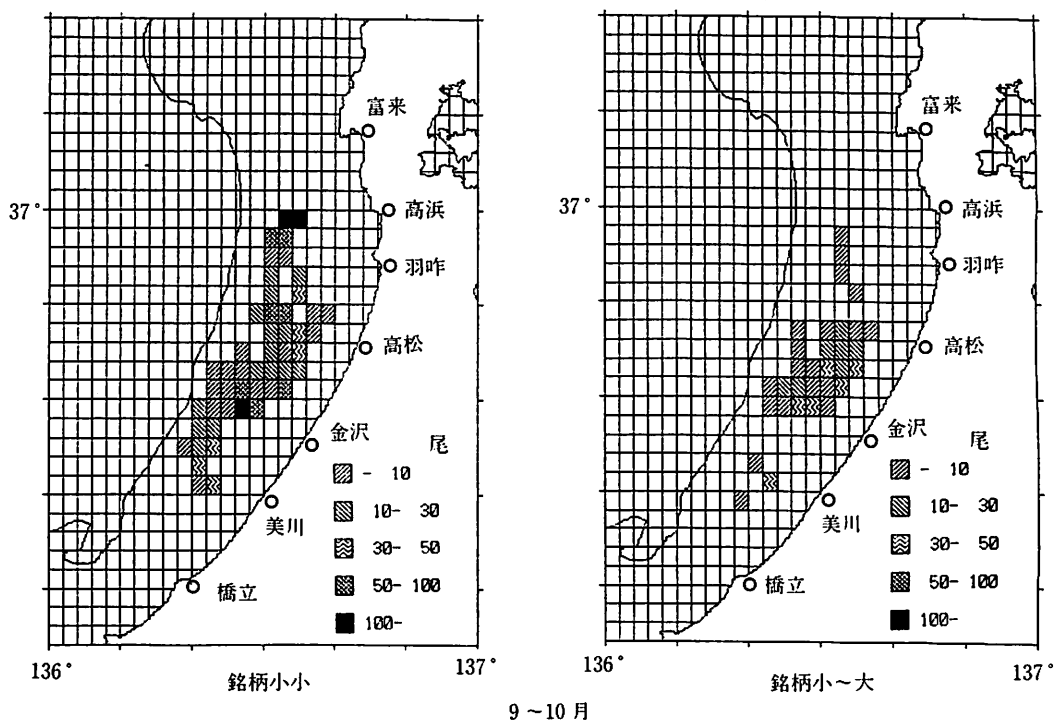 富来
37°
高浜
羽咋
高松
金沢
尾
- 10
美川
10- 30
30- 50
橋立
50- 100
100-
136°
137°
銘柄小小
富来
37°
高浜
羽咋
高松
金沢
尾
- 10
美川
10- 30
30- 50
橋立
50- 100
100-
136°
137°
銘柄小~大
9~10月